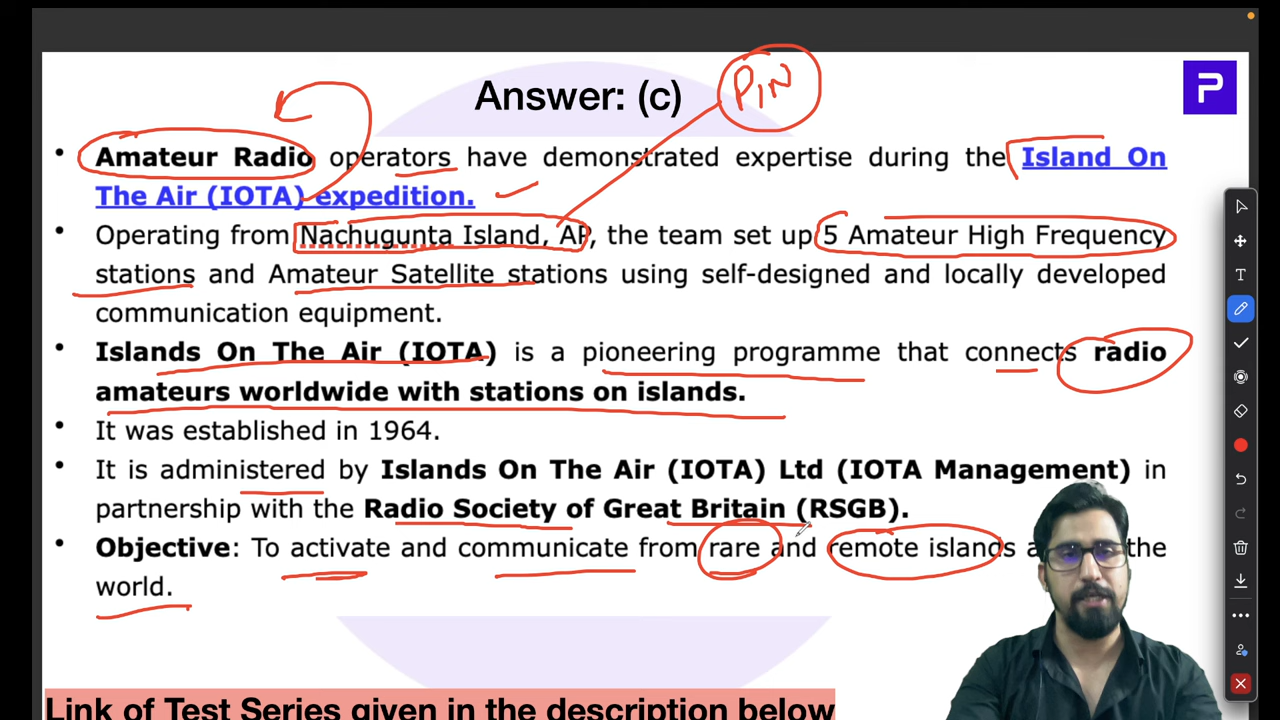 Answer: (c)
PIN
P
• Amateur Radio operators have demonstrated expertise during the Island On
The Air (IOTA) expedition.
• Operating from Nachugunta Island, AP, the team set up 5 Amateur High Frequency
stations and Amateur Satellite stations using self-designed and locally developed
communication equipment.
• Islands On The Air (IOTA) is a pioneering programme that connects radio
amateurs worldwide with stations on islands.
• It was established in 1964.
• It is administered by Islands On The Air (IOTA) Ltd (IOTA Management) in
partnership with the Radio Society of Great Britain (RSGB).
• Objective: To activate and communicate from rare and remote islands the
world.
Link of Test Series given in the description below